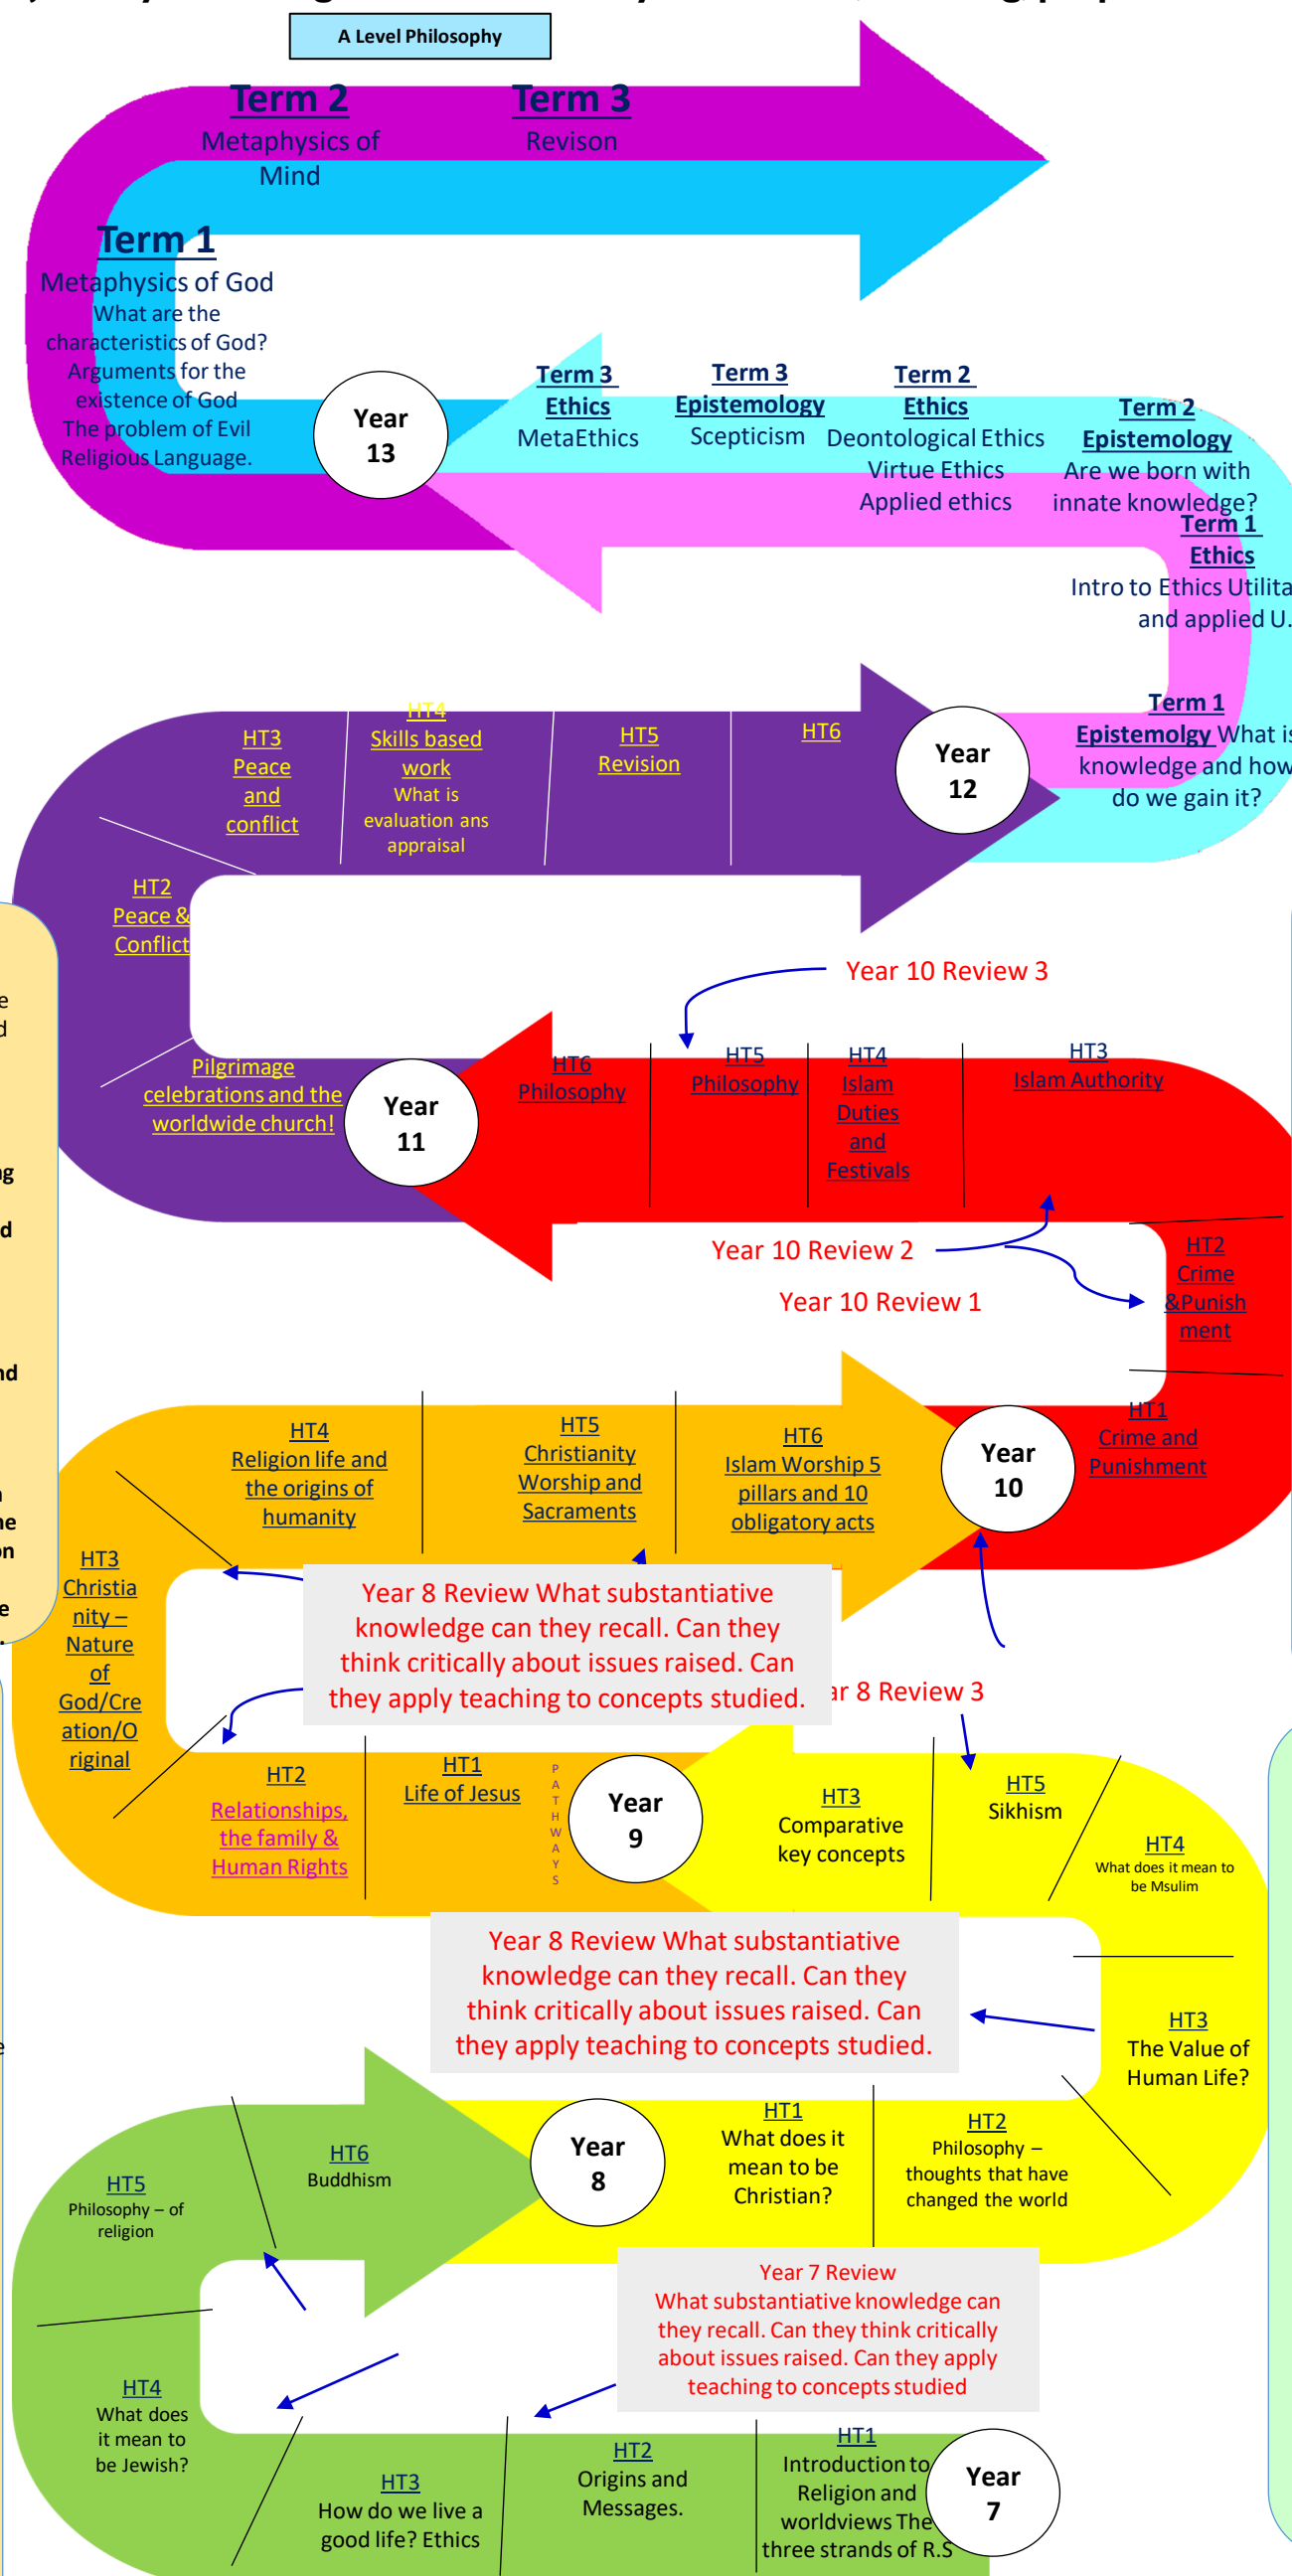 A Level Philosophy
Term 2
Metaphysics of
Mind
Term 3
Revison
Term 1
Metaphysics of God
What are the
characteristics of God?
Arguments for the
existence of God
The problem of Evil
Religious Language.
Year
13
Term 3
Ethics
MetaEthics
Term 3
Epistemology
Scepticism
Term 2
Ethics
Deontological Ethics
Virtue Ethics
Applied ethics
Term 2
Epistemology
Are we born with
innate knowledge?
Term 1
Ethics
Intro to Ethics
and applied U.
Term 1
Epistemolgy What is
knowledge and how
do we gain it?
Year
12
HT3
Peace
and
conflict
HT4
Skills based
work
What is
evaluation ans
appraisal
HT5
Revision
HT6
HT2
Peace &
Conflict
Pilgrimage
celebrations and the
worldwide church!
Year
11
Year 10 Review 3
HT6
Philosophy
HT5
Philosophy
HT4
Islam
Duties
and
Festivals
HT3
Islam Authority
Year 10 Review 2
Year 10 Review 1
HT2
Crime
&Punish
ment
HT1
Crime and
Punishment
Year
10
HT4
Religion life and
the origins of
humanity
HT5
Christianity
Worship and
Sacraments
HT6
Islam Worship 5
pillars and 10
obligatory acts
HT3
Christia
nity –
Nature
of
God/Cre
ation/O
riginal
Year 8 Review What substantiative
knowledge can they recall. Can they
think critically about issues raised. Can
they apply teaching to concepts studied.
8 Review 3
HT2
Relationships,
the family &
Human Rights
HT1
Life of Jesus
PATHWAYS
Year
9
HT3
Comparative
key concepts
HT5
Sikhism
HT4
What does it mean to
be Msulim
Year 8 Review What substantiative
knowledge can they recall. Can they
think critically about issues raised. Can
they apply teaching to concepts studied.
HT3
The Value of
Human Life?
HT5
Philosophy – of
religion
HT6
Buddhism
Year
8
HT1
What does it
mean to be
Christian?
HT2
Philosophy –
thoughts that have
changed the world
Year 7 Review
What substantiative knowledge can
they recall. Can they think critically
about issues raised. Can they apply
teaching to concepts studied
HT4
What does
it mean to
be Jewish?
HT3
How do we live a
good life? Ethics
HT2
Origins and
Messages.
HT1
Introduction to
Religion and
worldviews The
three strands of R.S
Year
7